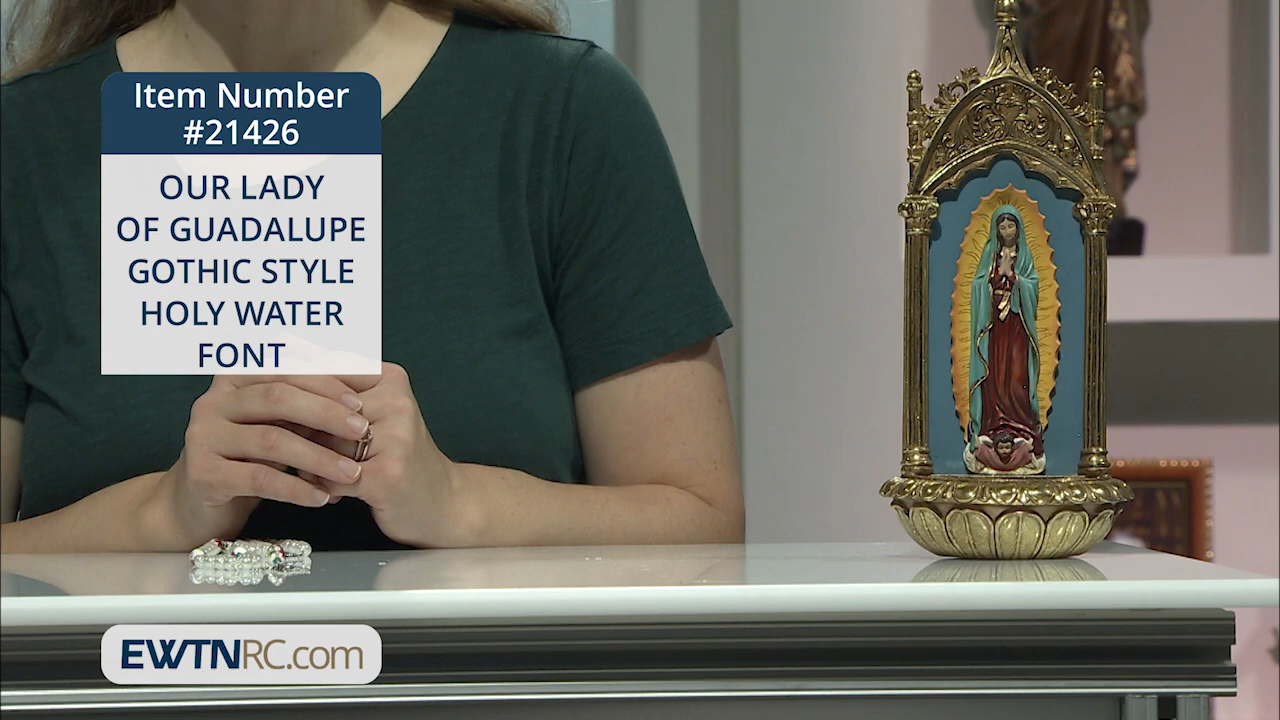 Item Number
#21426
OUR LADY
OF GUADALUPE
GOTHIC STYLE
HOLY WATER
FONT
EWTNRC.com